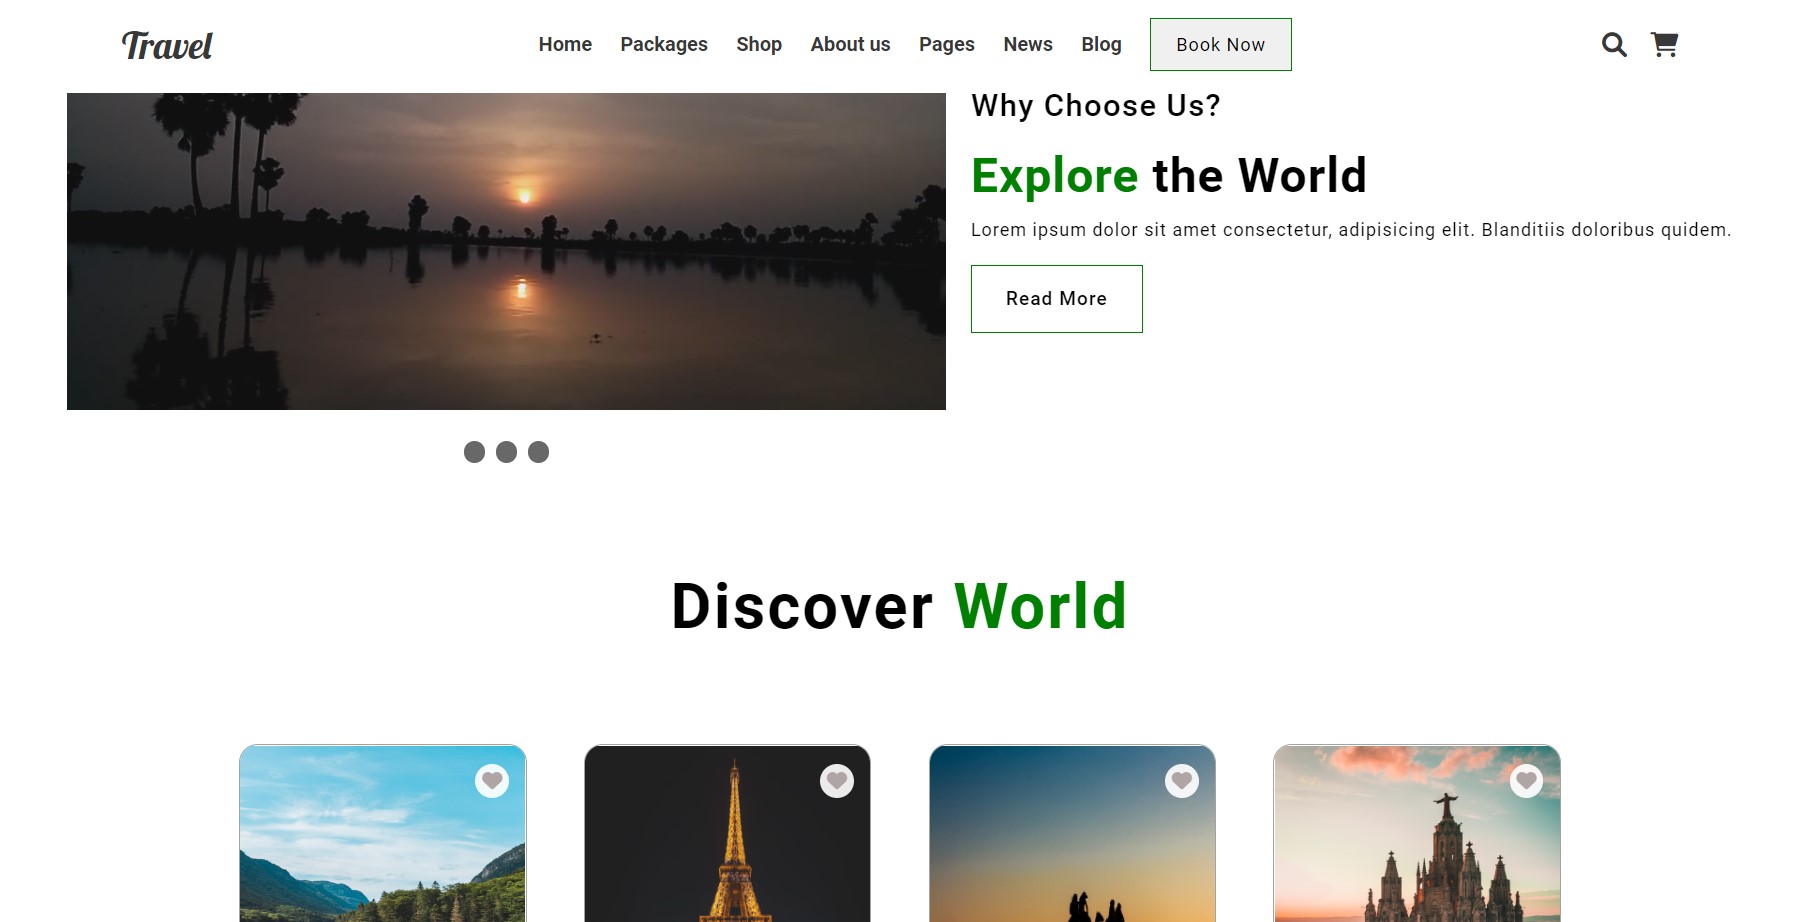 Travel
Home Packages Shop About us Pages News Blog Book Now
Why Choose Us?
Explore the World
Lorem ipsum dolor sit amet consectetur, adipisicing elit. Blanditiis doloribus quidem.
Read More
Discover World